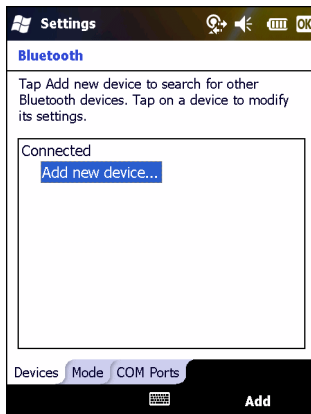 Settings
OK
Bluetooth
Tap Add new device to search for other
Bluetooth devices. Tap on a device to modify
its settings.
Connected
Add new device...
Devices Mode COM Ports
Add